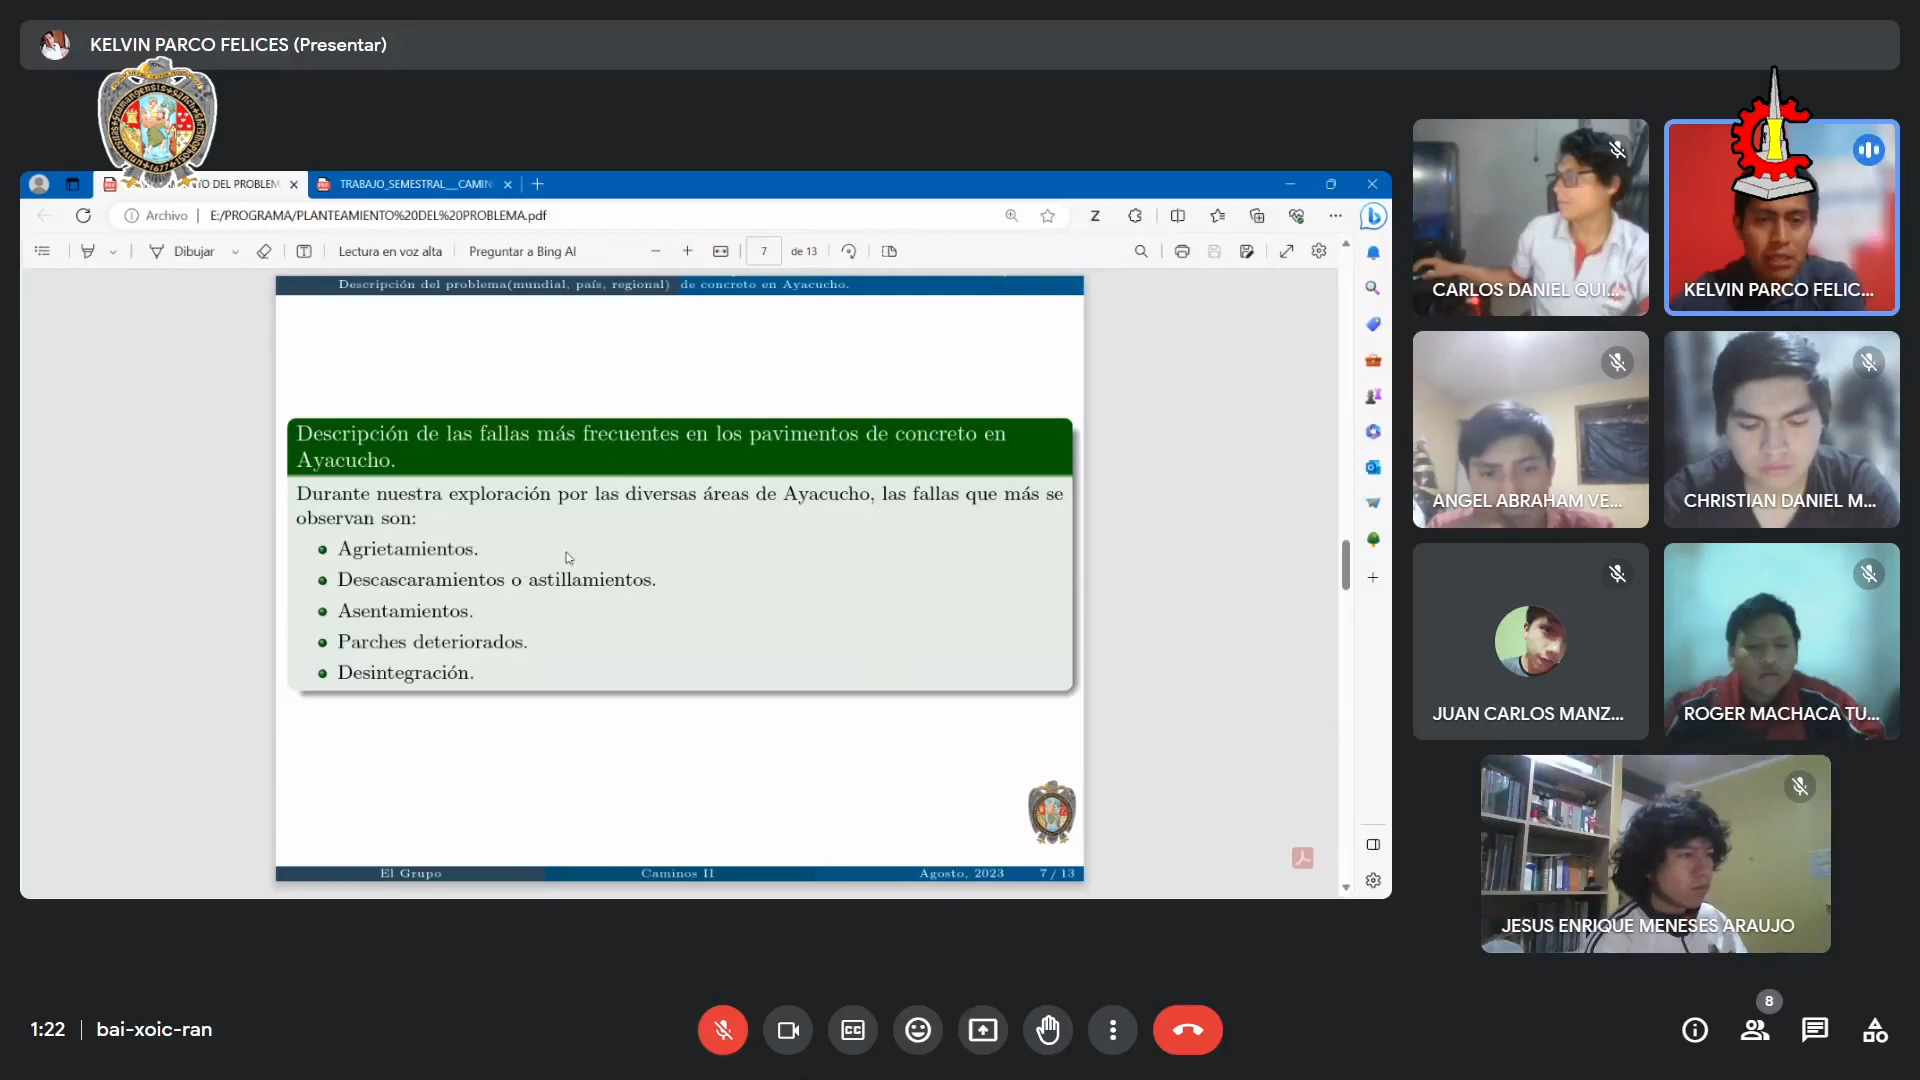 KELVIN PARCO FELICES (Presentar)
TO DEL PROBLEM
TRABAJO_SEMESTRAL__CAMIN
Archivo | E:/PROGRAMA/PLANTEAMIENTO%20DEL%20PROBLEMA.pdf
Dibujar
Lectura en voz alta
Preguntar a Bing AI
7 de 13
Descripción del problema(mundial, país, regional) de concreto en Ayacucho.
Descripción de las fallas más frecuentes en los pavimentos de concreto en
Ayacucho.
Durante nuestra exploración por las diversas áreas de Ayacucho, las fallas que más se
observan son:
Agrietamientos.
Descascaramientos o astillamientos.
Asentamientos.
Parches deteriorados.
Desintegración.
El Grupo
Caminos II
Agosto, 2023
7 / 13
CARLOS DANIEL QUI...
KELVIN PARCO FELIC...
ANGEL ABRAHAM VE...
CHRISTIAN DANIEL M...
JUAN CARLOS MANZ...
ROGER MACHACA TU...
JESUS ENRIQUE MENESES ARAUJO
1:22 | bai-xoic-ran
8